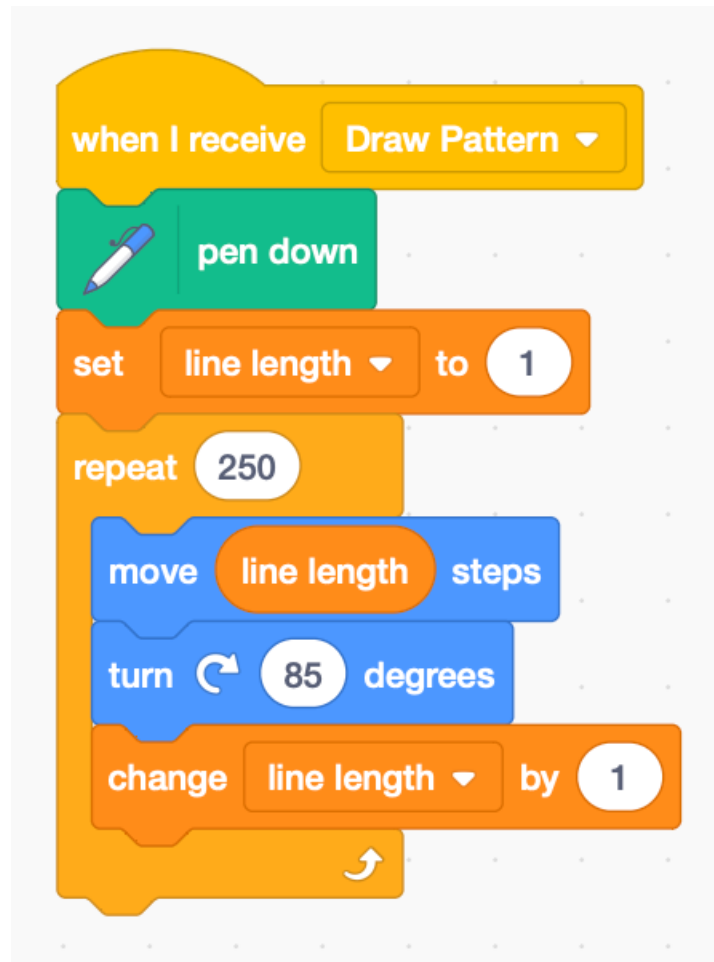 when I receive Draw Pattern
pen down
set line length to 1
repeat 250
move line length steps
turn 85 degrees
change line length by 1